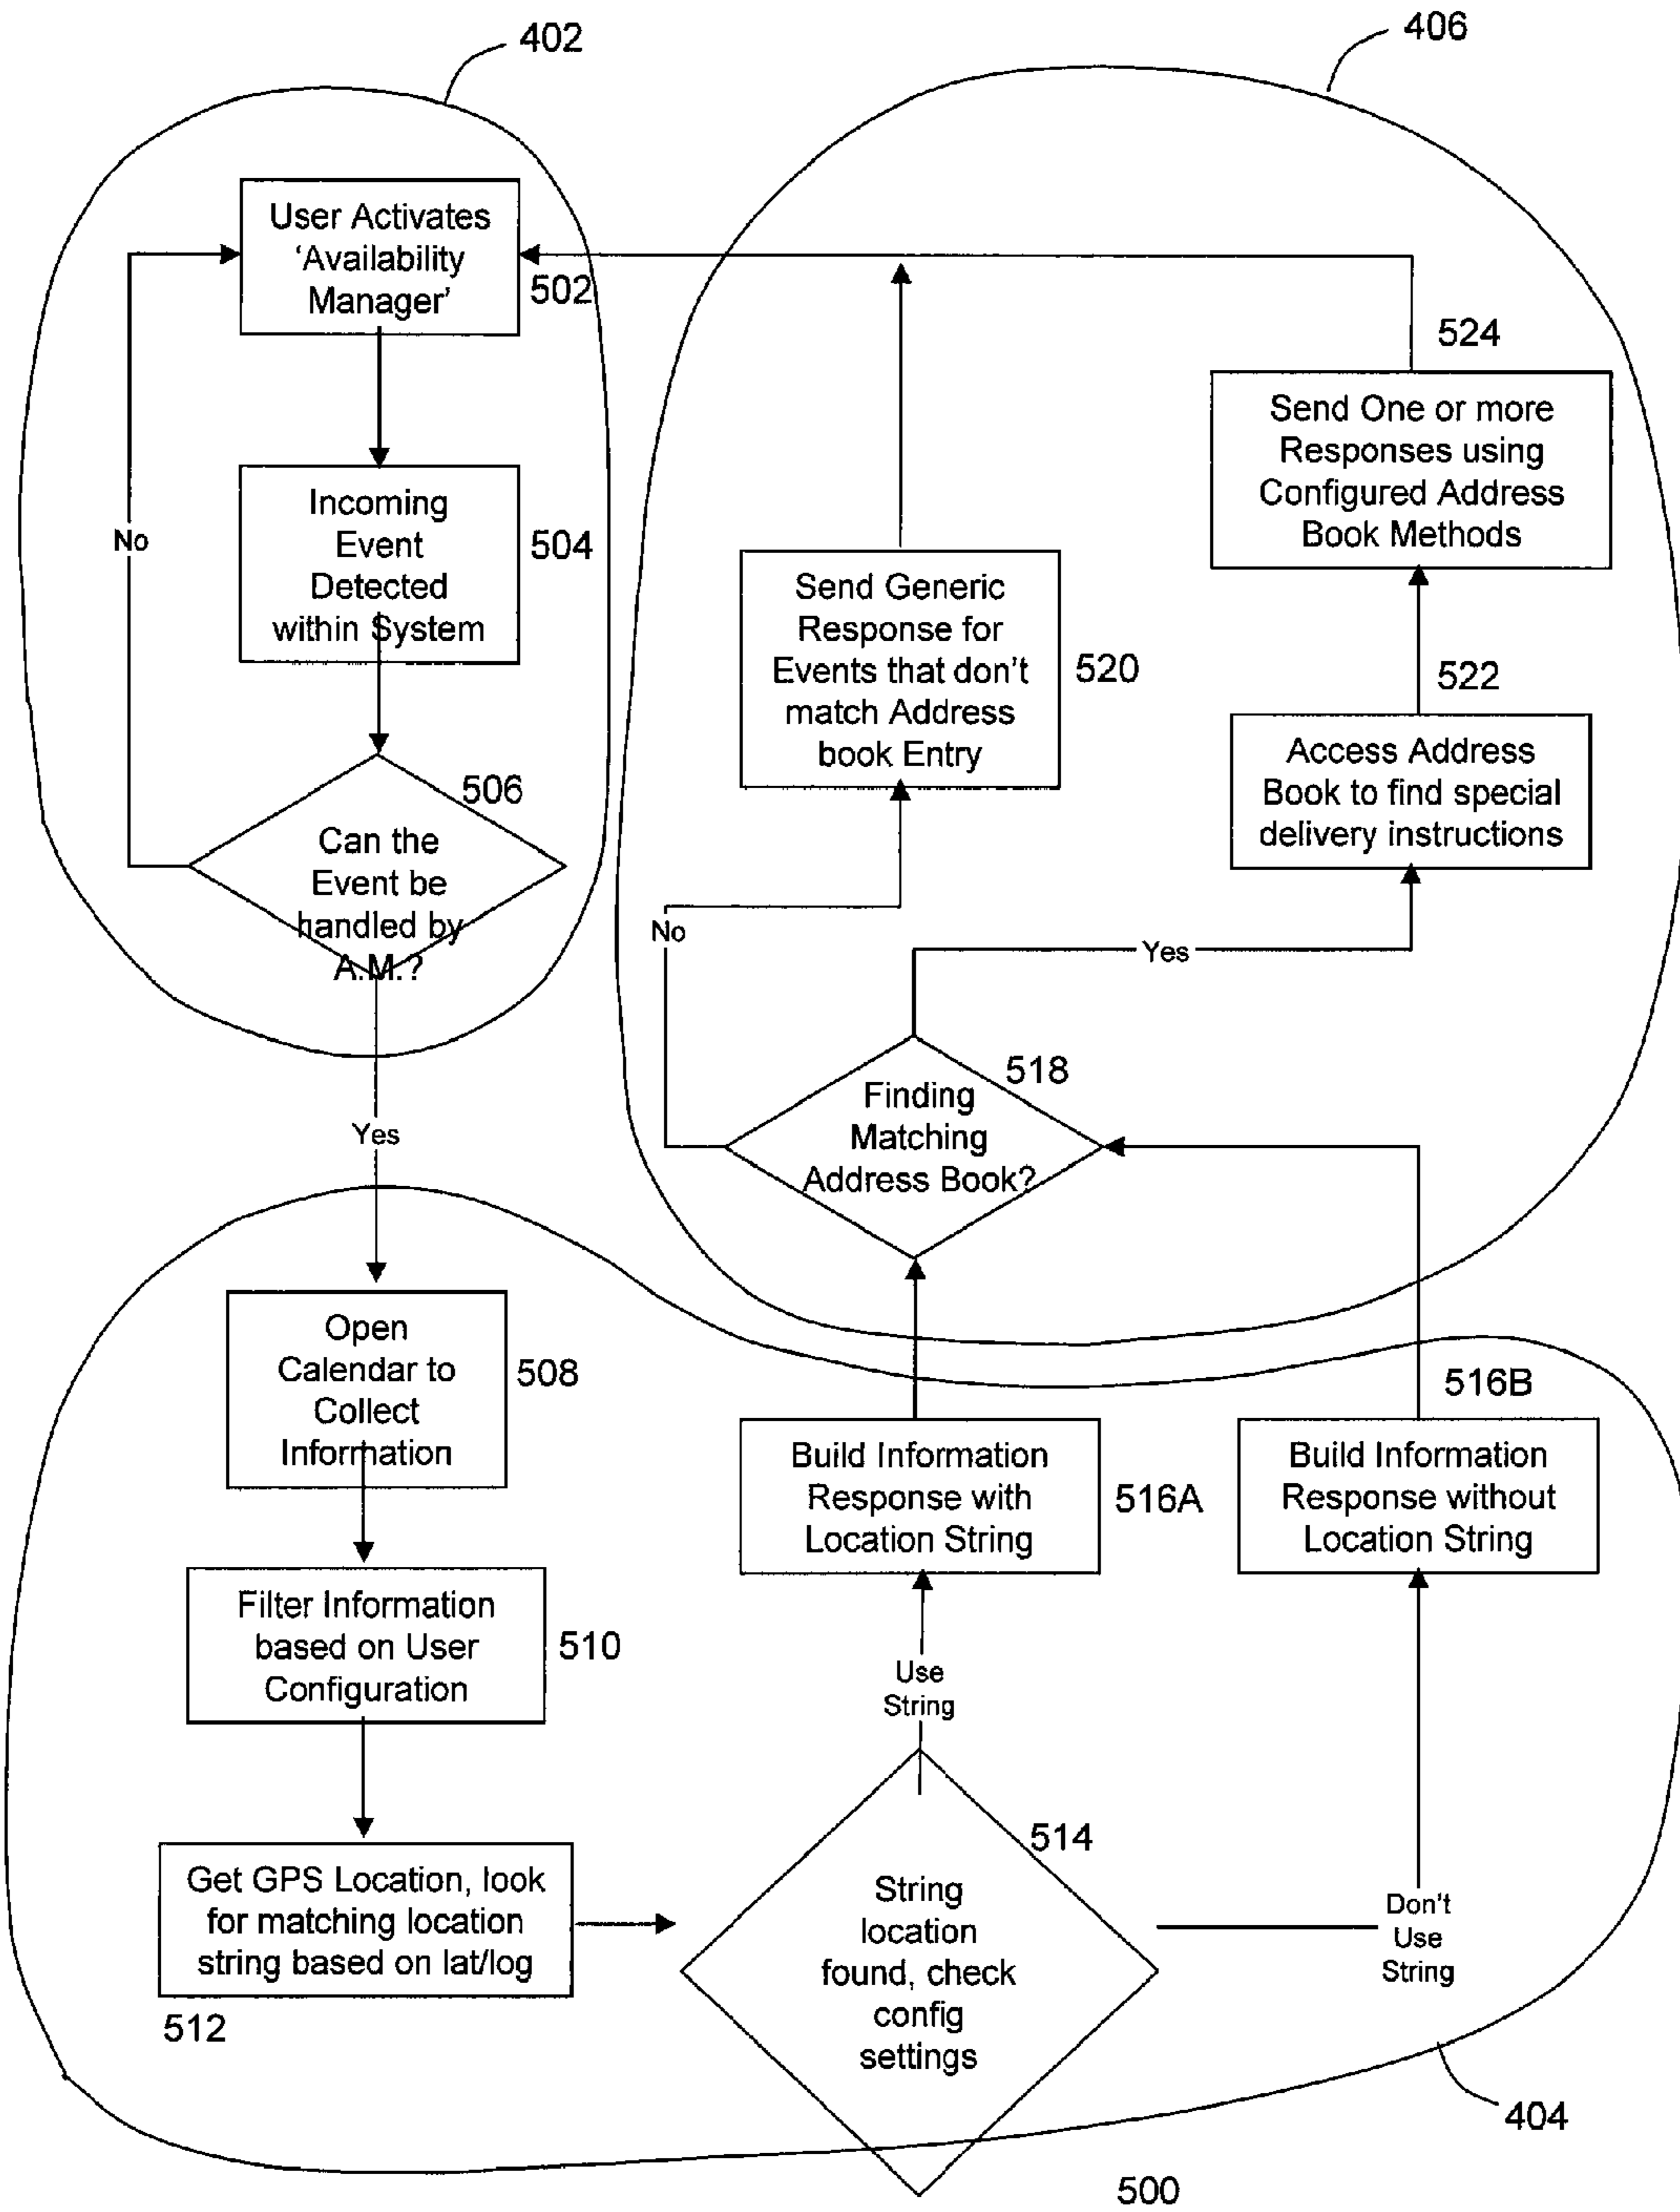 402
406
User Activates
‘Availability
Manager’
502
No
Incoming
Event
Detected
within System
504
506
Can the
Event be
handled by
A.M.?
Yes
524
Send One or more
Responses using
Configured Address
Book Methods
Send Generic
Response for
Events that don't
match Address
book Entry
520
522
Access Address
Book to find special
delivery instructions
No
Yes
518
Finding
Matching
Address Book?
Open
Calendar to
Collect
Information
508
Filter Information
based on User
Configuration
510
Get GPS Location, look
for matching location
string based on lat/log
512
516B
Build Information
Response with
Location String
516A
Build Information
Response without
Location String
Use
String
514
String
location
found, check
config
settings
Don't
Use
String
404
500